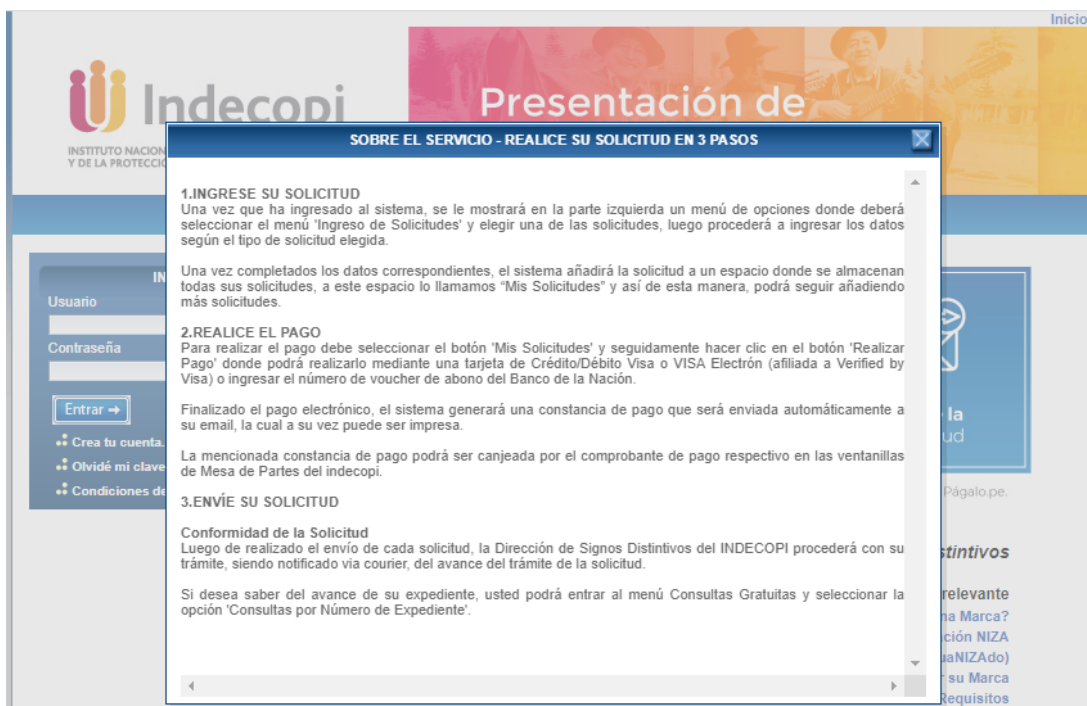 Inicio
Indecopi
Presentación de
INSTITUTO NACION
Y DE LA PROTECCIÓ
SOBRE EL SERVICIO - REALICE SU SOLICITUD EN 3 PASOS
1.INGRESE SU SOLICITUD
Una vez que ha ingresado al sistema, se le mostrará en la parte izquierda un menú de opciones donde deberá
seleccionar el menú 'Ingreso de Solicitudes' y elegir una de las solicitudes, luego procederá a ingresar los datos
según el tipo de solicitud elegida.
Una vez completados los datos correspondientes, el sistema añadirá la solicitud a un espacio donde se almacenan
todas sus solicitudes, a este espacio lo llamamos “Mis Solicitudes” y así de esta manera, podrá seguir añadiendo
más solicitudes.
2.REALICE EL PAGO
Para realizar el pago debe seleccionar el botón 'Mis Solicitudes' y seguidamente hacer clic en el botón 'Realizar
Pago' donde podrá realizarlo mediante una tarjeta de Crédito/Débito Visa o VISA Electrón (afiliada a Verified by
Visa) o ingresar el número de voucher de abono del Banco de la Nación.
Finalizado el pago electrónico, el sistema generará una constancia de pago que será enviada automáticamente a
su email, la cual a su vez puede ser impresa.
La mencionada constancia de pago podrá ser canjeada por el comprobante de pago respectivo en las ventanillas
de Mesa de Partes del indecopi.
3.ENVÍE SU SOLICITUD
Conformidad de la Solicitud
Luego de realizado el envío de cada solicitud, la Dirección de Signos Distintivos del INDECOPI procederá con su
trámite, siendo notificado via courier, del avance del trámite de la solicitud.
Si desea saber del avance de su expediente, usted podrá entrar al menú Consultas Gratuitas y seleccionar la
opción 'Consultas por Número de Expediente'.
IN
Usuario
Contraseña
Entrar
Crea tu cuenta.
Olvidé mi clave
Condiciones de
la
ud
Págalo.pe.
stintivos
relevante
na Marca?
ción NIZA
uaNIZAdo)
r su Marca
Requisitos